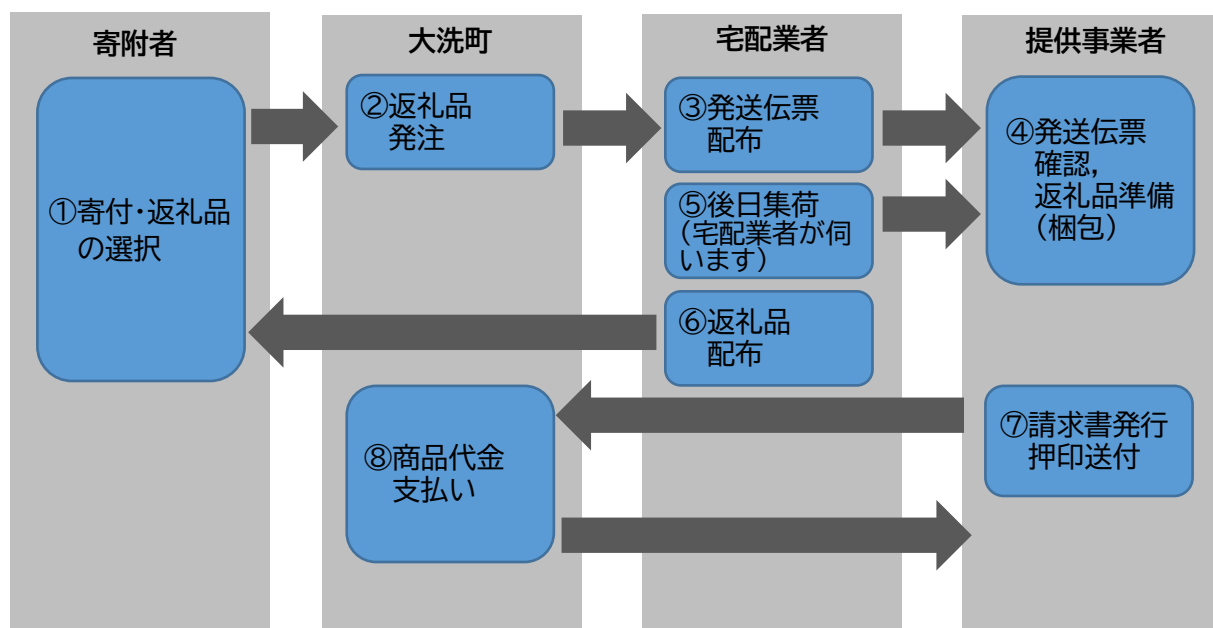 寄附者
大洗町
宅配業者
提供事業者
①寄付・返礼品
の選択
②返礼品
発注
③発送伝票
配布
④発送伝票
確認,
返礼品準備
(梱包)
⑤後日集荷
(宅配業者が伺
います)
⑥返礼品
配布
⑦請求書発行
押印送付
⑧商品代金
支払い